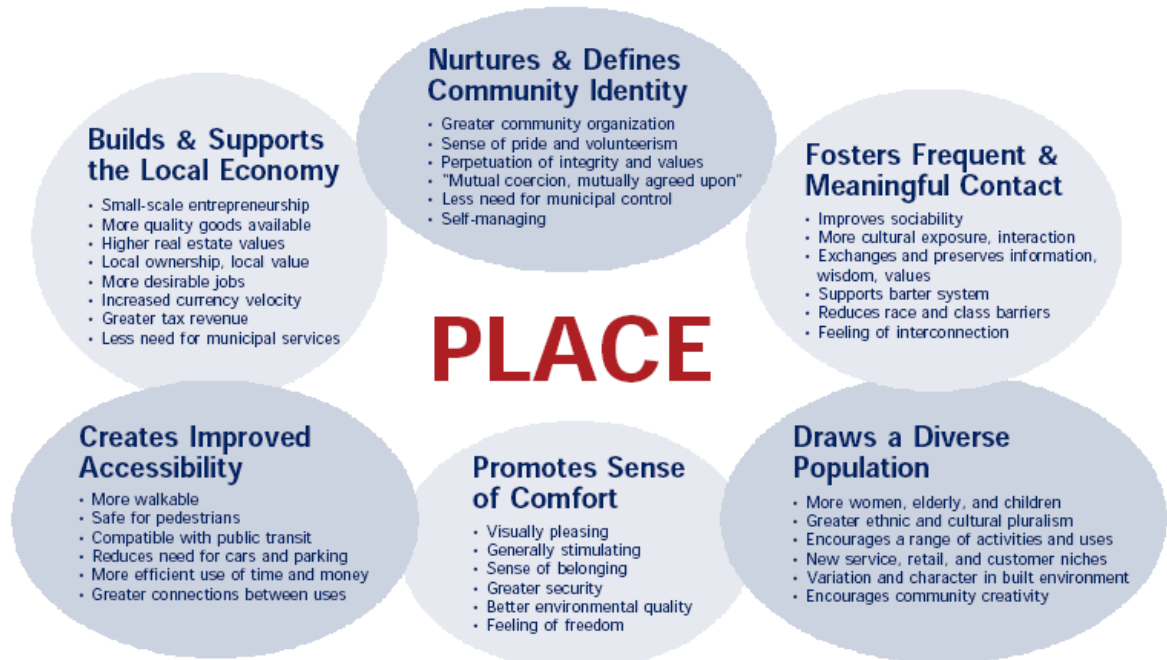 Nurtures & Defines
Community Identity
• Greater community organization
• Sense of pride and volunteerism
• Perpetuation of integrity and values
• "Mutual coercion, mutually agreed upon"
• Less need for municipal control
• Self-managing
Builds & Supports
the Local Economy
• Small-scale entrepreneurship
• More quality goods available
• Higher real estate values
• Local ownership, local value
• More desirable jobs
• Increased currency velocity
• Greater tax revenue
• Less need for municipal services
Fosters Frequent &
Meaningful Contact
• Improves sociability
• More cultural exposure, interaction
• Exchanges and preserves information,
wisdom, values
• Supports barter system
• Reduces race and class barriers
• Feeling of interconnection
PLACE
Creates Improved
Accessibility
• More walkable
• Safe for pedestrians
• Compatible with public transit
• Reduces need for cars and parking
• More efficient use of time and money
• Greater connections between uses
Promotes Sense
of Comfort
• Visually pleasing
• Generally stimulating
• Sense of belonging
• Greater security
• Better environmental quality
• Feeling of freedom
Draws a Diverse
Population
• More women, elderly, and children
• Greater ethnic and cultural pluralism
• Encourages a range of activities and uses
• New service, retail, and customer niches
• Variation and character in built environment
• Encourages community creativity